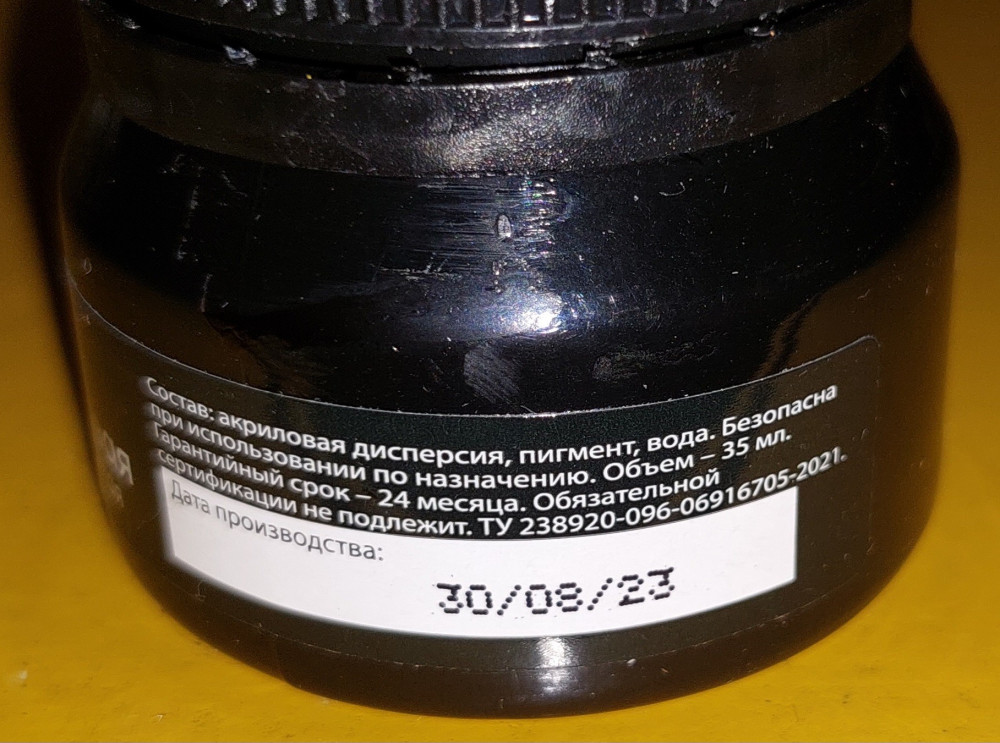 Состав: акриловая дисперсия, пигмент, вода. Безопасна
при использовании по назначению. Объем – 35 мл.
Гарантийный срок – 24 месяца. Обязательной
сертификации не подлежит. ТУ 238920-096-06916705-2021.
Дата производства:
30/08/23